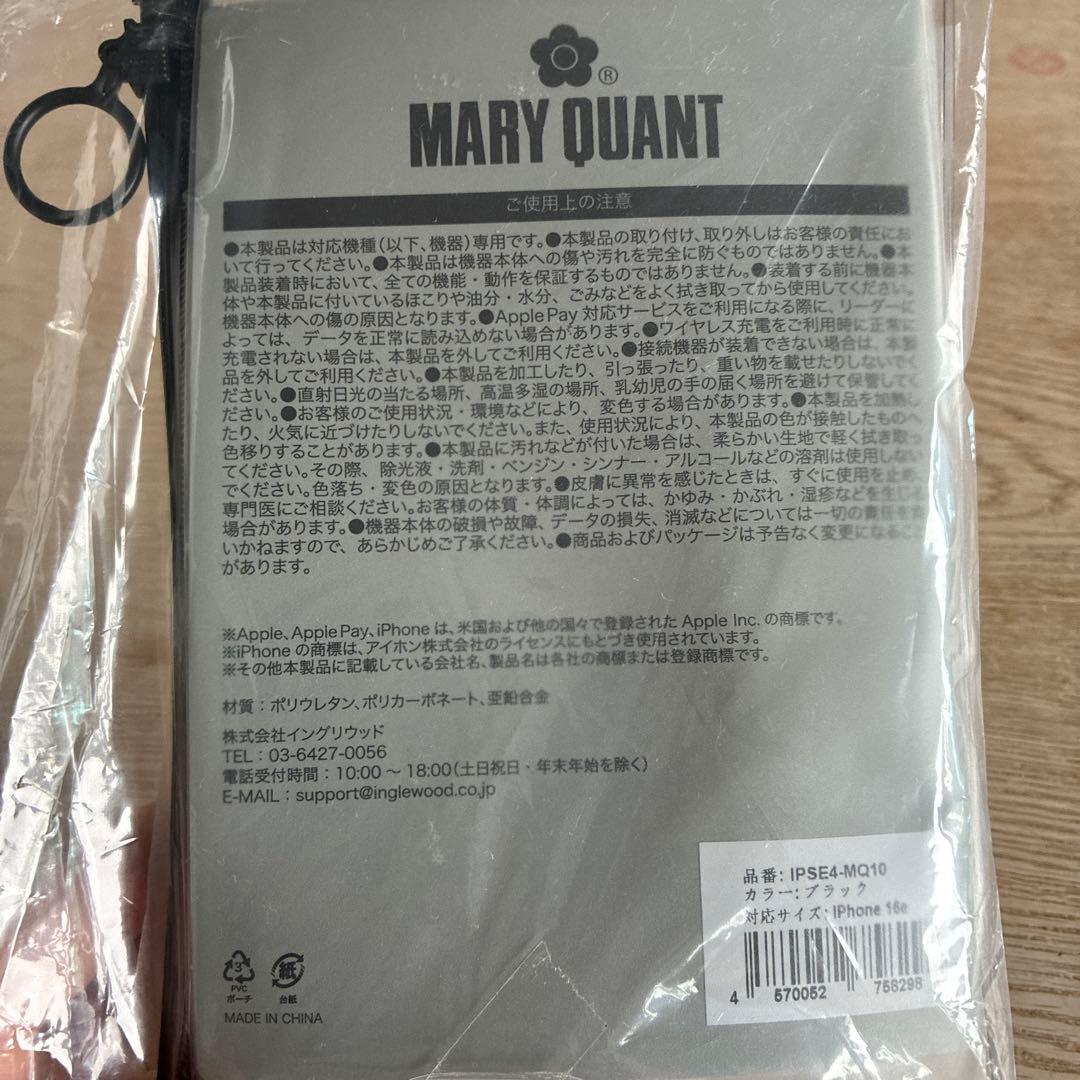 ®
MARY QUANT
ご使用上の注意
●本製品は対応機種（以下、機器）専用です。●本製品の取り付け、取り外しはお客様の責任にお
いて行ってください。●本製品は機器本体への傷や汚れを完全に防ぐものではありません。●本
製品装着時において、全ての機能・動作を保証するものではありません。●装着する前に機器本
体や本製品に付いているほこりや油分・水分、ごみなどをよく拭き取ってから使用してください。
機器本体への傷の原因となります。●Apple Pay 対応サービスをご利用になる際に、リーダーに
よっては、データを正常に読み込めない場合があります。●ワイヤレス充電をご利用時に正常に
充電されない場合は、本製品を外してご利用ください。●接続機器が装着できない場合は、本製
品を外してご利用ください。●本製品を加工したり、引っ張ったり、重い物を載せたりしないでく
ださい。●直射日光の当たる場所、高温多湿の場所、乳幼児の手の届く場所を避けて保管してく
ださい。●お客様のご使用状況・環境などにより、変色する場合があります。●本製品を加熱し
たり、火気に近づけたりしないでください。また、使用状況により、本製品の色が接触したものへ
色移りすることがあります。●本製品に汚れなどが付いた場合は、柔らかい生地で軽く拭き取っ
てください。その際、除光液・洗剤・ベンジン・シンナー・アルコールなどの溶剤は使用しない
でください。色落ち・変色の原因となります。●皮膚に異常を感じたときは、すぐに使用を止め、
専門医にご相談ください。お客様の体質・体調によっては、かゆみ・かぶれ・湿疹などを生じる
場合があります。●機器本体の破損や故障、データの損失、消滅などについては一切の責任を負
いかねますので、あらかじめご了承ください。●商品およびパッケージは予告なく変更になること
があります。
※Apple、Apple Pay、iPhone は、米国および他の国々で登録された Apple Inc. の商標です。
※iPhone の商標は、アイホン株式会社のライセンスにもとづき使用されています。
※その他本製品に記載している会社名、製品名は各社の商標または登録商標です。
材質：ポリウレタン、ポリカーボネート、亜鉛合金
株式会社イングリウッド
TEL：03-6427-0056
電話受付時間：10:00 ～ 18:00（土日祝日・年末年始を除く）
E-MAIL：support@inglewood.co.jp
品番: IPSE4-MQ10
カラー: ブラック
対応サイズ: iPhone 16e
4 570052 758298
3 紙
PVC
ポーチ 台紙
MADE IN CHINA